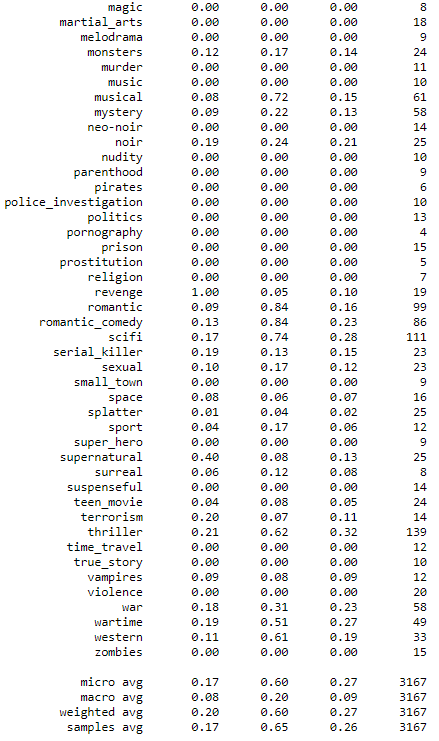 magic 0.00 0.00 0.00 8
martial_arts 0.00 0.00 0.00 18
melodrama 0.00 0.00 0.00 9
monsters 0.12 0.17 0.14 24
murder 0.00 0.00 0.00 11
music 0.00 0.00 0.00 10
musical 0.08 0.72 0.15 61
mystery 0.09 0.22 0.13 58
neo-noir 0.00 0.00 0.00 14
noir 0.19 0.24 0.21 25
nudity 0.00 0.00 0.00 10
parenthood 0.00 0.00 0.00 9
pirates 0.00 0.00 0.00 6
police_investigation 0.00 0.00 0.00 10
politics 0.00 0.00 0.00 13
pornography 0.00 0.00 0.00 4
prison 0.00 0.00 0.00 15
prostitution 0.00 0.00 0.00 5
religion 0.00 0.00 0.00 7
revenge 1.00 0.05 0.10 19
romantic 0.09 0.84 0.16 99
romantic_comedy 0.13 0.84 0.23 86
scifi 0.17 0.74 0.28 111
serial_killer 0.19 0.13 0.15 23
sexual 0.10 0.17 0.12 23
small_town 0.00 0.00 0.00 9
space 0.08 0.06 0.07 16
splatter 0.01 0.04 0.02 25
sport 0.04 0.17 0.06 12
super_hero 0.00 0.00 0.00 9
supernatural 0.40 0.08 0.13 25
surreal 0.06 0.12 0.08 8
suspenseful 0.00 0.00 0.00 14
teen_movie 0.04 0.08 0.05 24
terrorism 0.20 0.07 0.11 14
thriller 0.21 0.62 0.32 139
time_travel 0.00 0.00 0.00 12
true_story 0.00 0.00 0.00 10
vampires 0.09 0.08 0.09 12
violence 0.00 0.00 0.00 20
war 0.18 0.31 0.23 58
wartime 0.19 0.51 0.27 49
western 0.11 0.61 0.19 33
zombies 0.00 0.00 0.00 15
micro avg 0.17 0.60 0.27 3167
macro avg 0.08 0.20 0.09 3167
weighted avg 0.20 0.60 0.27 3167
samples avg 0.17 0.65 0.26 3167